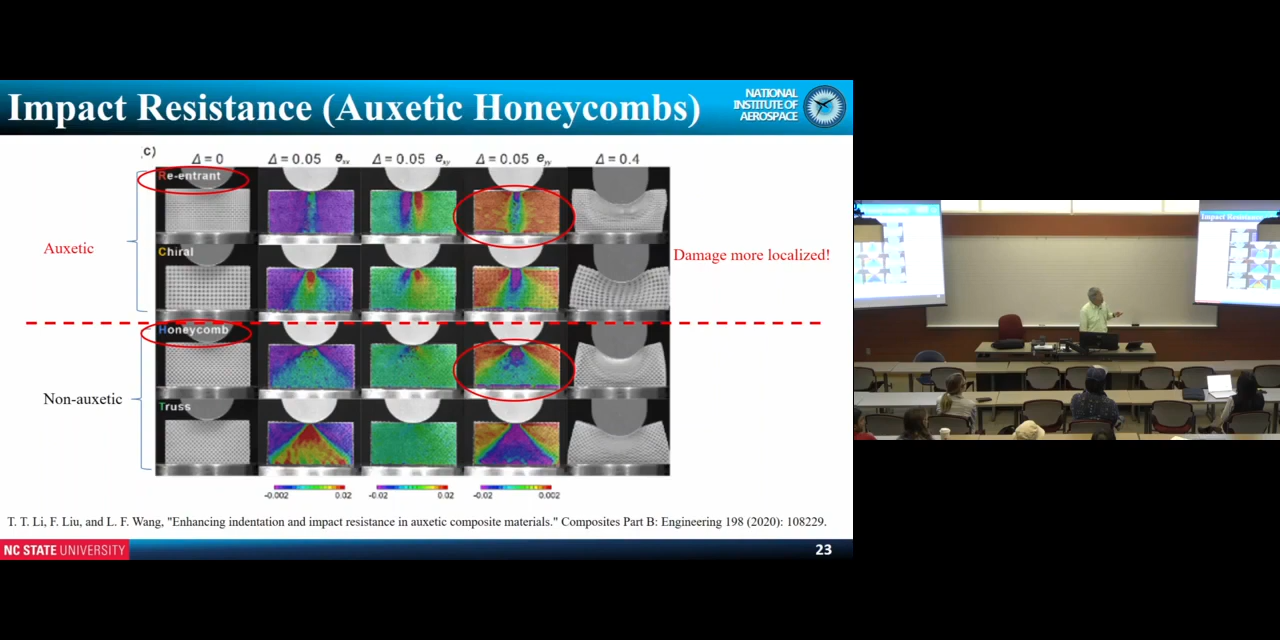 Impact Resistance (Auxetic Honeycombs)
NATIONAL
INSTITUTE OF
AEROSPACE
c)
Δ = 0
Δ = 0.05 exx
Δ = 0.05 exy
Δ = 0.05 eyy
Δ = 0.4
Re-entrant
Auxetic
Chiral
Damage more localized!
Honeycomb
Non-auxetic
Truss
-0.002 0.02
-0.02 0.02
-0.02 0.002
T. T. Li, F. Liu, and L. F. Wang, "Enhancing indentation and impact resistance in auxetic composite materials." Composites Part B: Engineering 198 (2020): 108229.
NC STATE UNIVERSITY
23
Impact Resistance